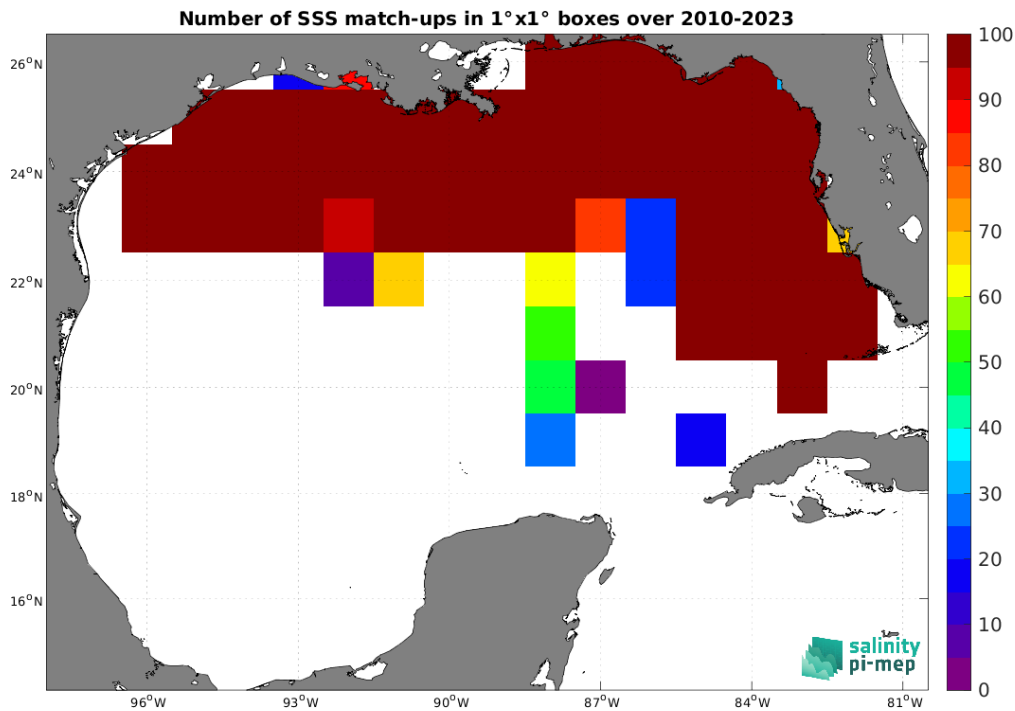 Number of SSS match-ups in 1°x1° boxes over 2010-2023
26°N
24°N
22°N
20°N
18°N
16°N
96°W
93°W
90°W
87°W
84°W
81°W
100
90
80
70
60
50
40
30
20
10
0
salinity
pi-mep